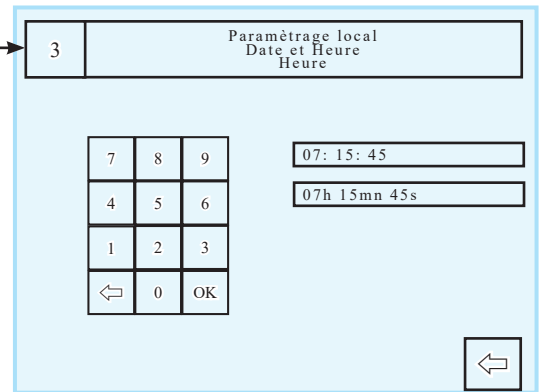 3
Paramètrage local
Date et Heure
Heure
7 8 9
4 5 6
1 2 3
0 OK
07: 15: 45
07h 15mn 45s